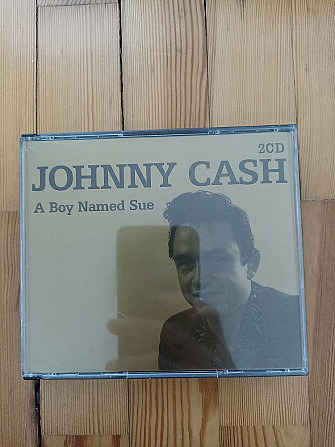 2CD
JOHNNY CASH
A Boy Named Sue